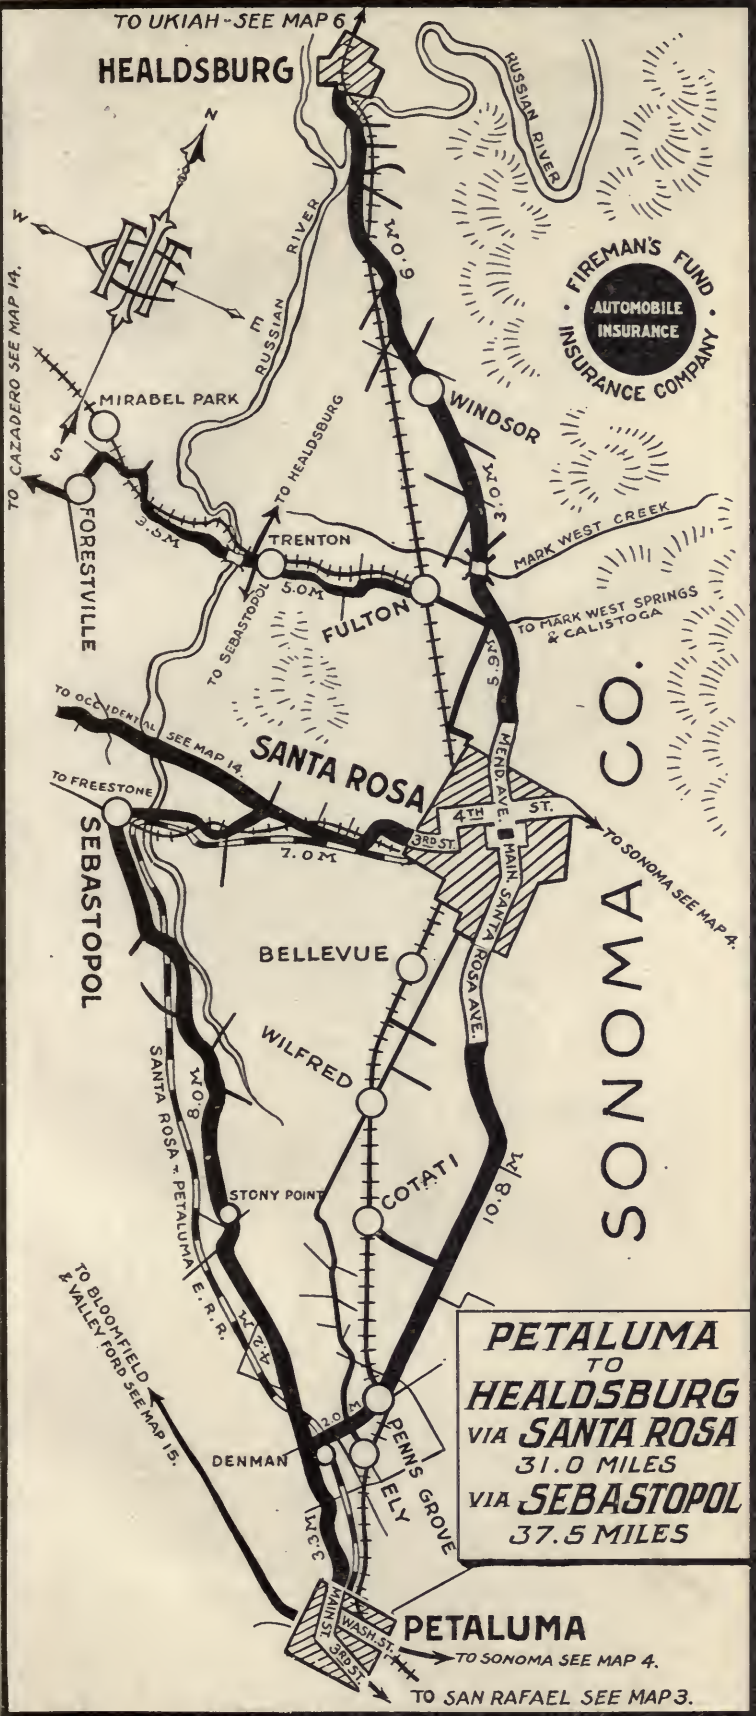 TO UKIAH - SEE MAP 6
HEALDSBURG
RUSSIAN RIVER
N
W
E
S
RUSSIAN RIVER
6.0M
FIREMAN'S FUND
AUTOMOBILE
INSURANCE
INSURANCE COMPANY
TO CAZADERO SEE MAP 14.
MIRABEL PARK
WINDSOR
TO HEALDSBURG
3.0M
3.5M
TRENTON
MARK WEST CREEK
FORESTVILLE
5.0M
FULTON
TO SEBASTOPOL
TO MARK WEST SPRINGS
& CALISTOGA
5.9M
TO OCCIDENTAL SEE MAP 14.
SANTA ROSA
MEND. AVE.
TO FREESTONE
4TH ST.
3RD ST.
MAIN.
7.0M
TO SONOMA SEE MAP 4.
SEBASTOPOL
SANTA ROSA AVE.
BELLEVUE
SONOMA CO.
WILFRED
8.0M
SANTA ROSA & PETALUMA E.R.R.
COTATI
10.8M
STONY POINT
4.2M
TO BLOOMFIELD
& VALLEY FORD SEE MAP 15.
2.0M
PENNS GROVE
DENMAN
ELY
3.3M
PETALUMA
TO
HEALDSBURG
VIA SANTA ROSA
31.0 MILES
VIA SEBASTOPOL
37.5 MILES
MAIN ST.
WASH. ST.
3RD ST.
PETALUMA
TO SONOMA SEE MAP 4.
TO SAN RAFAEL SEE MAP 3.